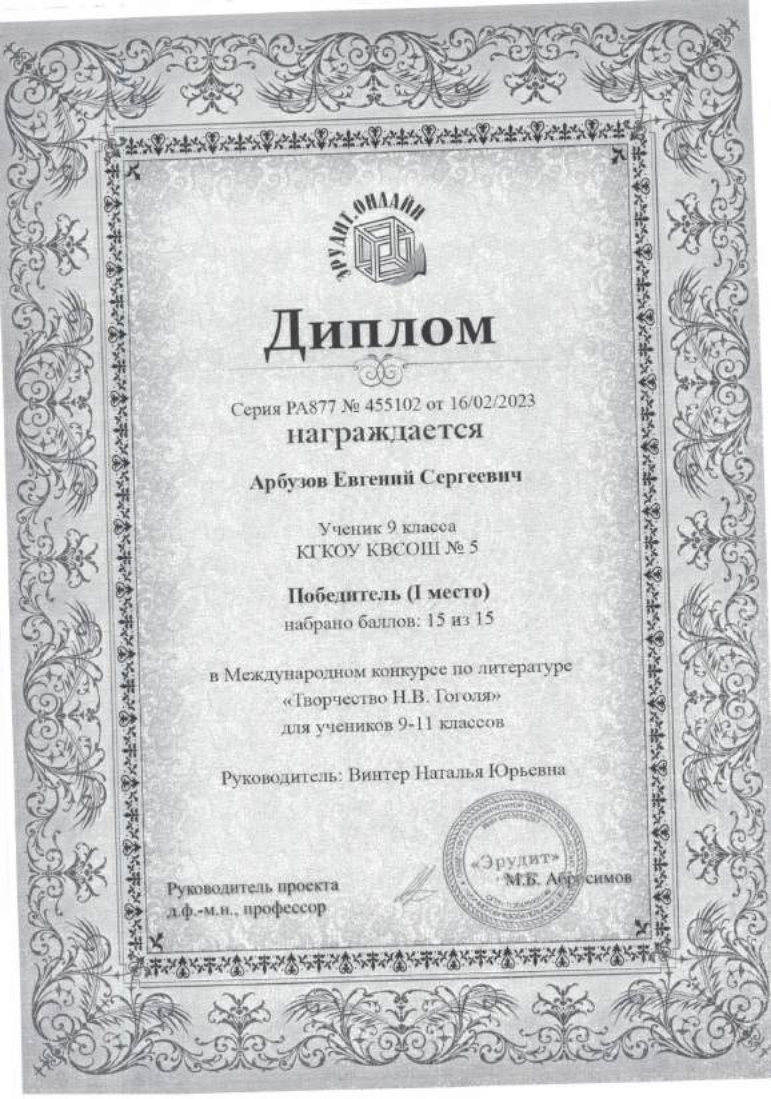 ЭРУДИТ.ОНЛАЙН
Диплом
Серия РА877 № 455102 от 16/02/2023
награждается
Арбузов Евгений Сергеевич
Ученик 9 класса
КГКОУ КВСОШ № 5
Победитель (I место)
набрано баллов: 15 из 15
в Международном конкурсе по литературе
«Творчество Н.В. Гоголя»
для учеников 9-11 классов
Руководитель: Винтер Наталья Юрьевна
«Эрудит»
Руководитель проекта
М.Б. Абросимов
д.ф.-м.н., профессор